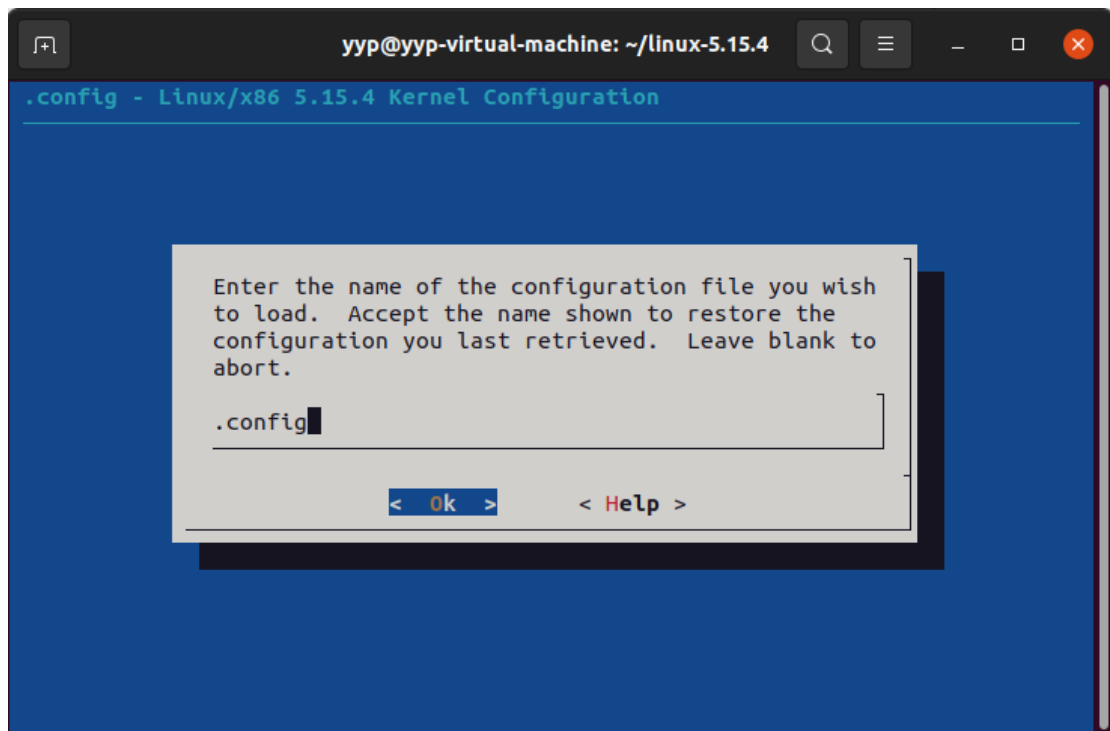 yyp@yyp-virtual-machine: ~/linux-5.15.4
.config - Linux/x86 5.15.4 Kernel Configuration
Enter the name of the configuration file you wish
to load.  Accept the name shown to restore the
configuration you last retrieved.  Leave blank to
abort.
.config
<  Ok  >      < Help >